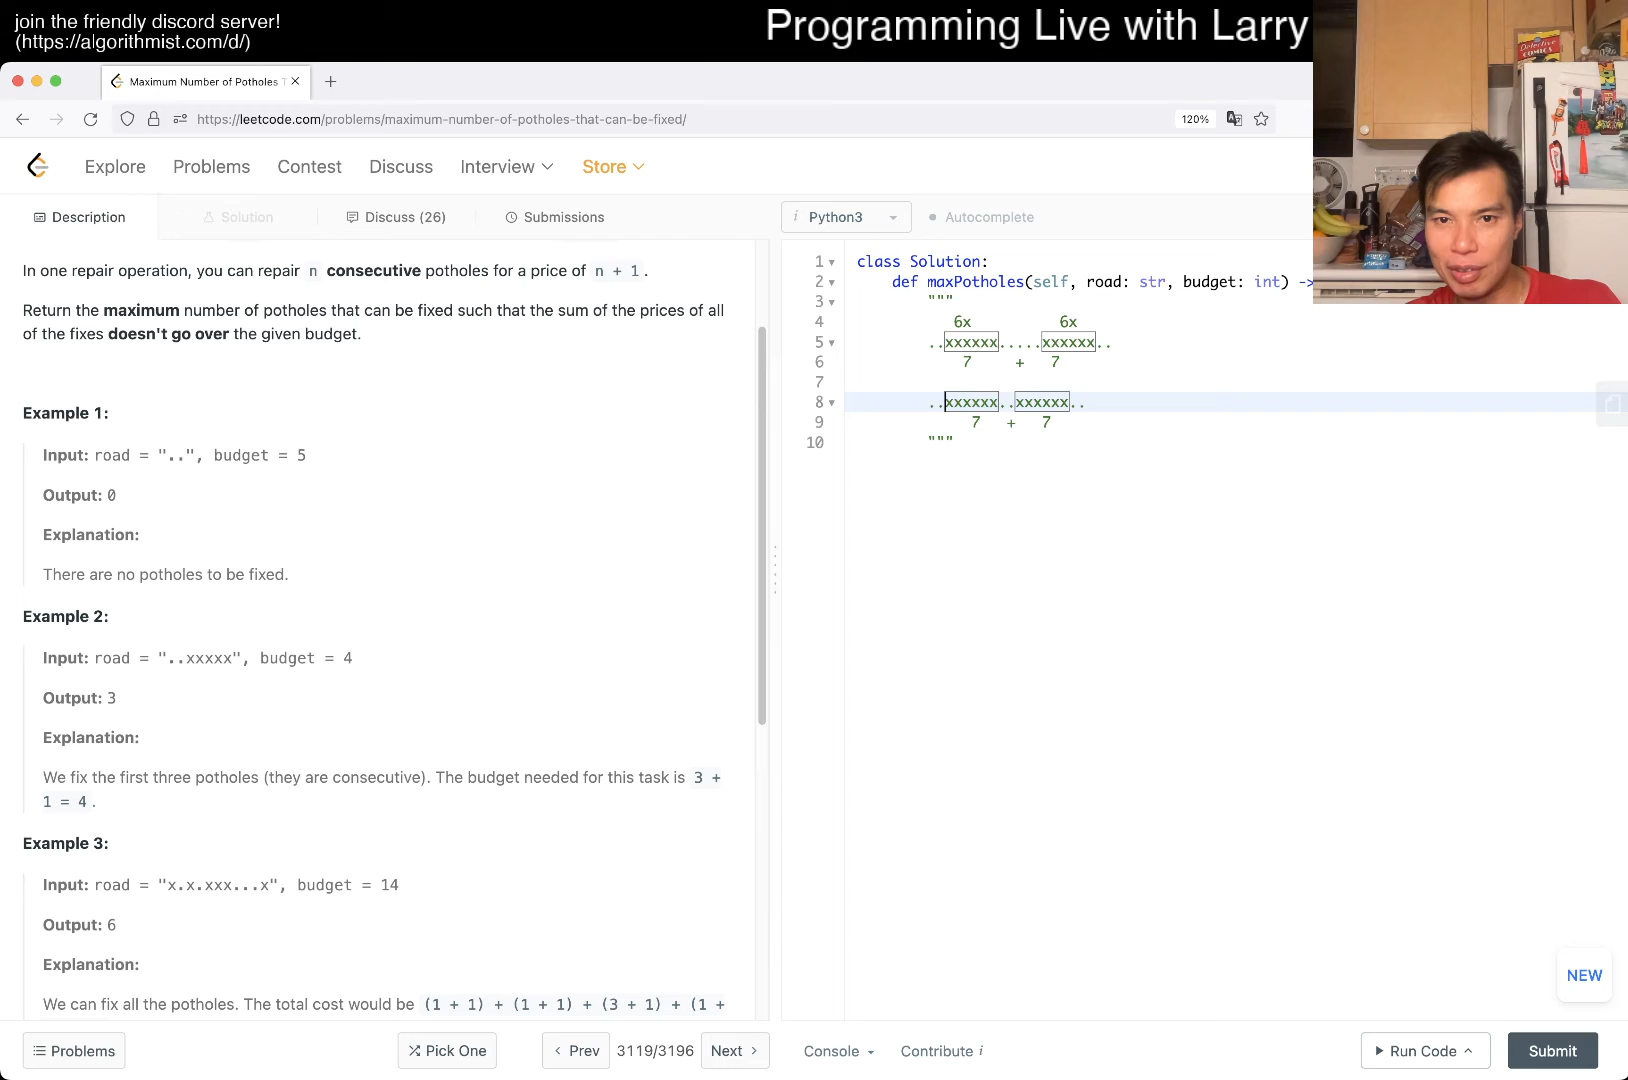 join the friendly discord server!
(https://algorithmist.com/d/)
Programming Live with Larry
Maximum Number of Potholes T
https://leetcode.com/problems/maximum-number-of-potholes-that-can-be-fixed/
120%
Explore
Problems
Contest
Discuss
Interview
Store
Description
Solution
Discuss (26)
Submissions
i Python3
Autocomplete
In one repair operation, you can repair n consecutive potholes for a price of n + 1.
Return the maximum number of potholes that can be fixed such that the sum of the prices of all
of the fixes doesn't go over the given budget.
Example 1:
Input: road = "..", budget = 5
Output: 0
Explanation:
There are no potholes to be fixed.
Example 2:
Input: road = "..xxxxx", budget = 4
Output: 3
Explanation:
We fix the first three potholes (they are consecutive). The budget needed for this task is 3 +
1 = 4.
Example 3:
Input: road = "x.x.xxx...x", budget = 14
Output: 6
Explanation:
We can fix all the potholes. The total cost would be (1 + 1) + (1 + 1) + (3 + 1) + (1 +
1 class Solution:
2 def maxPotholes(self, road: str, budget: int) ->
3 """
4 6x 6x
5 ..xxxxxx.....xxxxxx..
6 7 + 7
7
8 ..xxxxxx..xxxxxx..
9 7 + 7
10 """
DETECTIVE COMICS
NEW
Problems
Pick One
Prev
3119/3196
Next
Console
Contribute i
Run Code
Submit